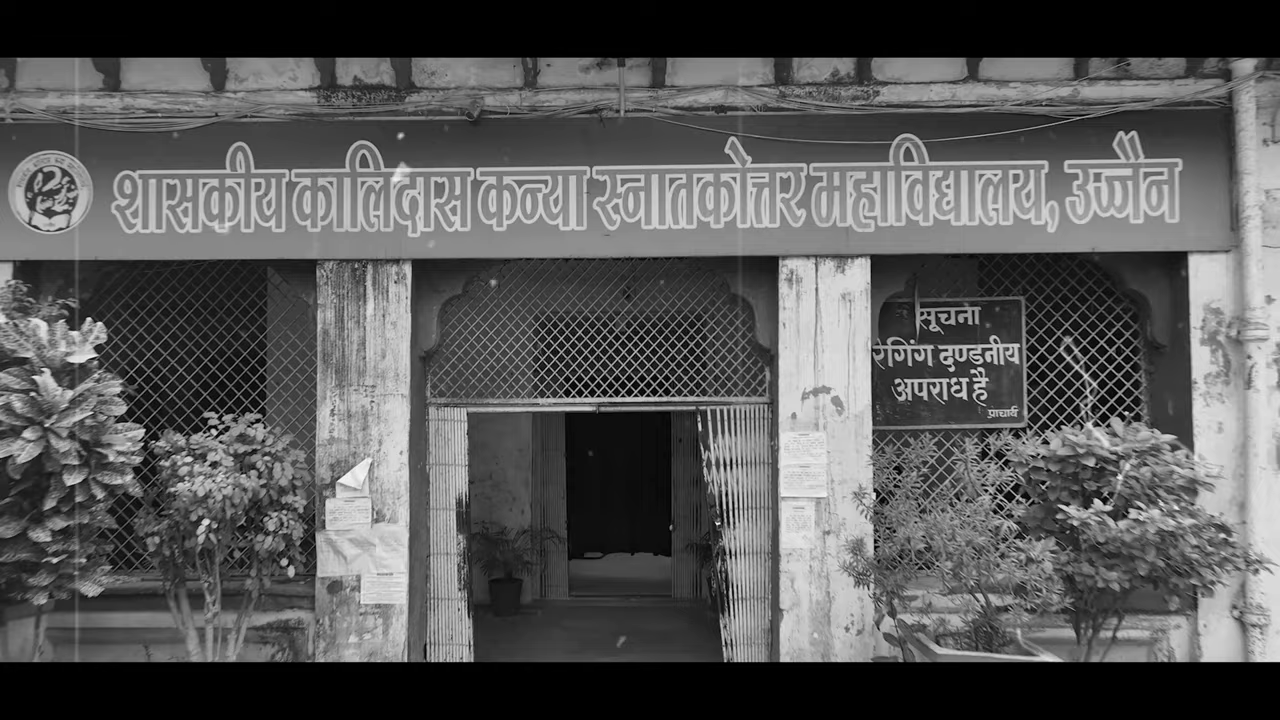 शासकीय कालिदास कन्या स्नातकोत्तर महाविद्यालय, उज्जैन
सूचना
रैगिंग दण्डनीय
अपराध है
प्राचार्य